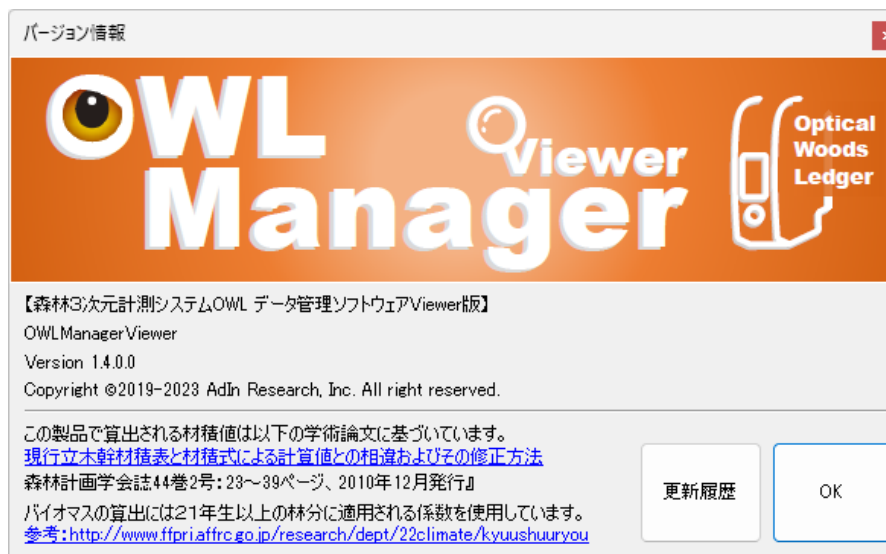 バージョン情報
OWL
Manager
Viewer
Optical
Woods
Ledger
【森林3次元計測システムOWL データ管理ソフトウェアViewer版】
OWLManagerViewer
Version 1.4.0.0
Copyright ©2019-2023 AdIn Research, Inc. All right reserved.
この製品で算出される材積値は以下の学術論文に基づいています。
現行立木幹材積表と材積式による計算値との相違およびその修正方法
森林計画学会誌44巻2号：23～39ページ、2010年12月発行』
バイオマスの算出には21年生以上の林分に適用される係数を使用しています。
参考：http://www.ffpri.affrc.go.jp/research/dept/22climate/kyuushuuryou
更新履歴
OK